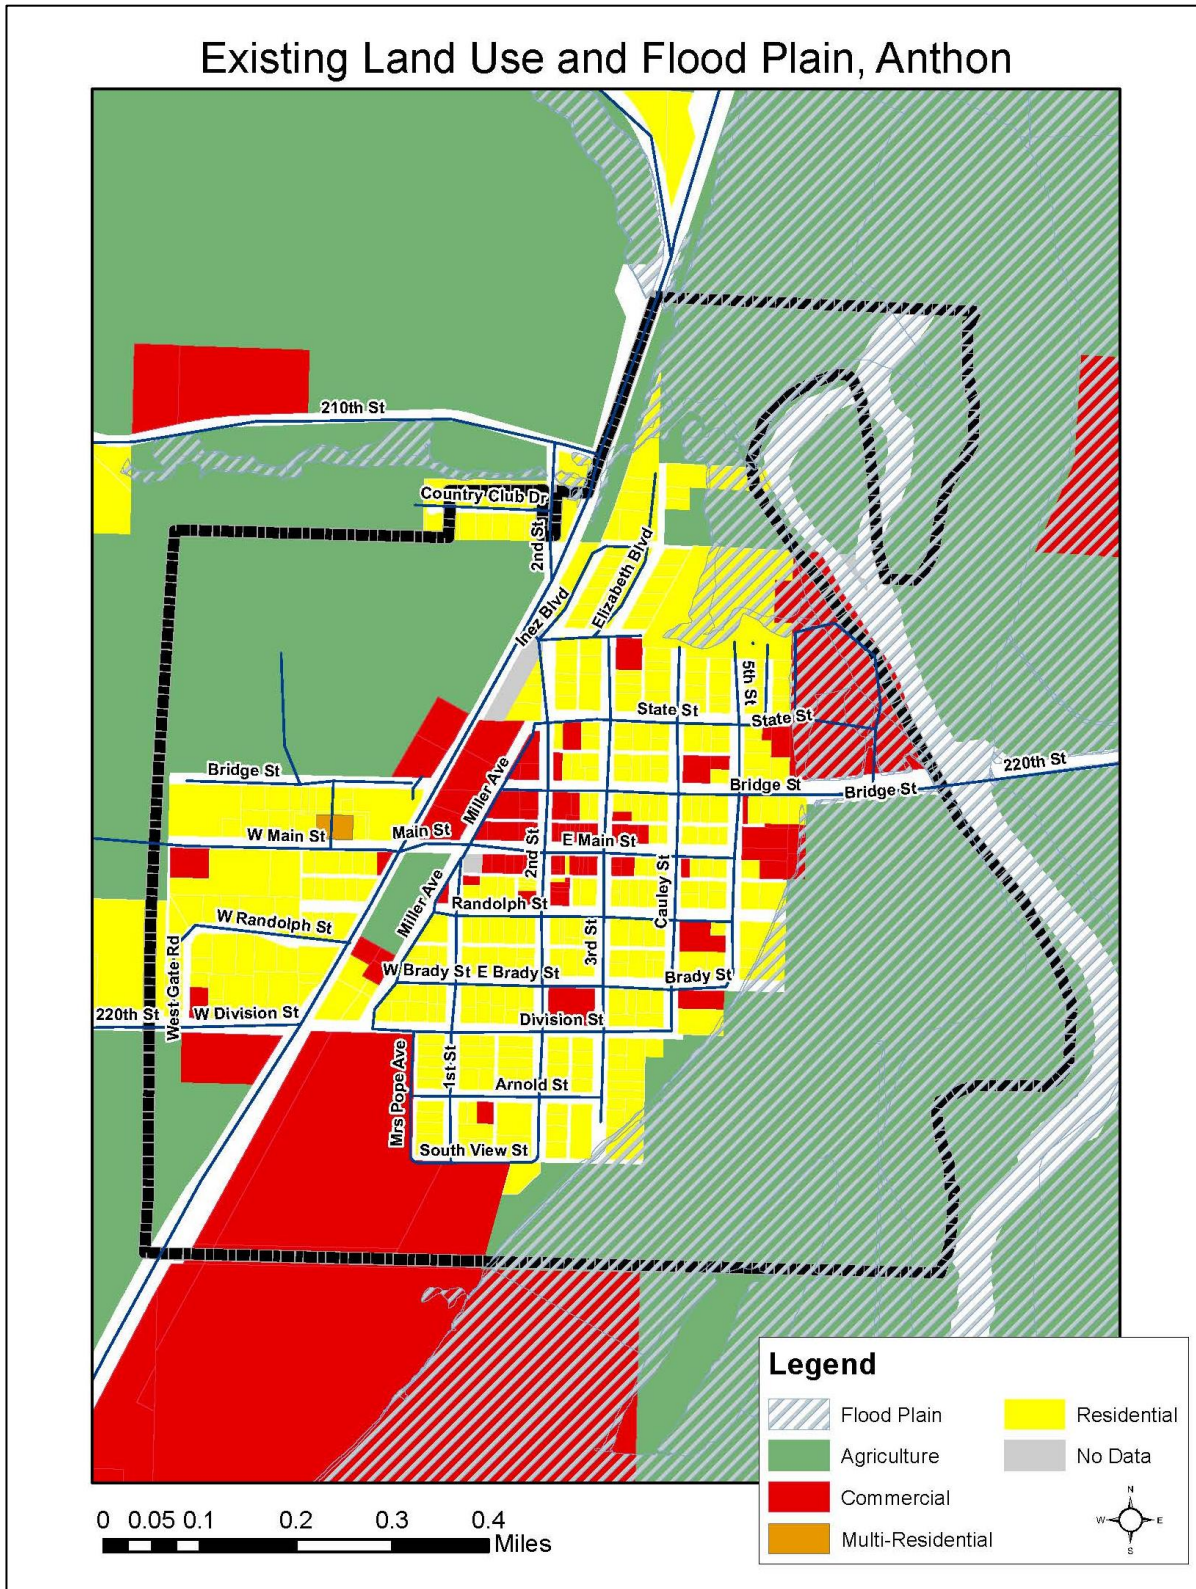 Existing Land Use and Flood Plain, Anthon
210th St
Country Club Dr
2nd St
Inez Blvd
Elizabeth Blvd
5th St
State St
State St
220th St
Bridge St
Bridge St
Bridge St
Miller Ave
W Main St
Main St
E Main St
2nd St
Cauley St
Miller Ave
Randolph St
W Randolph St
3rd St
West Gate Rd
W Brady St
E Brady St
Brady St
220th St
W Division St
Division St
Mrs Pope Ave
1st St
Arnold St
South View St
Legend
Flood Plain
Residential
Agriculture
No Data
Commercial
Multi-Residential
N
W
E
S
0 0.05 0.1 0.2 0.3 0.4
Miles